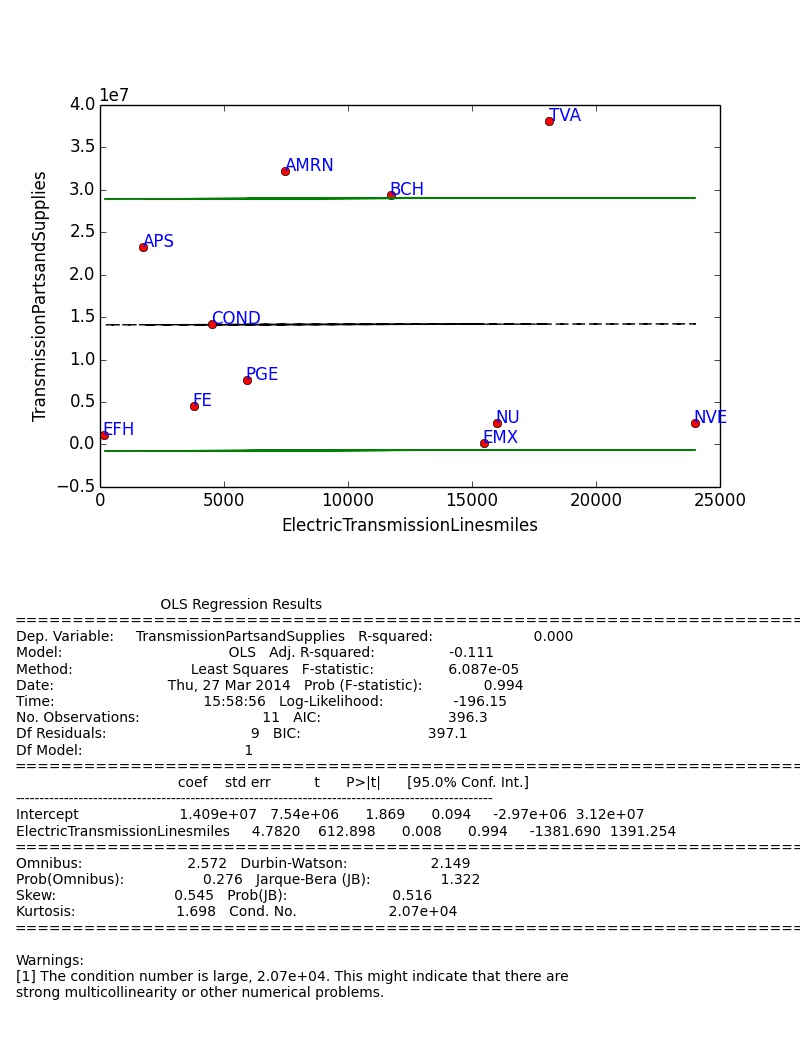 1e7
4.0
3.5
3.0
2.5
2.0
1.5
1.0
0.5
0.0
−0.5
TransmissionPartsandSupplies
TVA
AMRN
BCH
APS
COND
PGE
FE
NU
NVE
EFH
EMX
0 5000 10000 15000 20000 25000
ElectricTransmissionLinesmiles
OLS Regression Results
==============================================================================
Dep. Variable: TransmissionPartsandSupplies R-squared: 0.000
Model: OLS Adj. R-squared: -0.111
Method: Least Squares F-statistic: 6.087e-05
Date: Thu, 27 Mar 2014 Prob (F-statistic): 0.994
Time: 15:58:56 Log-Likelihood: -196.15
No. Observations: 11 AIC: 396.3
Df Residuals: 9 BIC: 397.1
Df Model: 1
==============================================================================
coef std err t P>|t| [95.0% Conf. Int.]
------------------------------------------------------------------------------------------------------
Intercept 1.409e+07 7.54e+06 1.869 0.094 -2.97e+06 3.12e+07
ElectricTransmissionLinesmiles 4.7820 612.898 0.008 0.994 -1381.690 1391.254
==============================================================================
Omnibus: 2.572 Durbin-Watson: 2.149
Prob(Omnibus): 0.276 Jarque-Bera (JB): 1.322
Skew: 0.545 Prob(JB): 0.516
Kurtosis: 1.698 Cond. No. 2.07e+04
==============================================================================
Warnings:
[1] The condition number is large, 2.07e+04. This might indicate that there are
strong multicollinearity or other numerical problems.